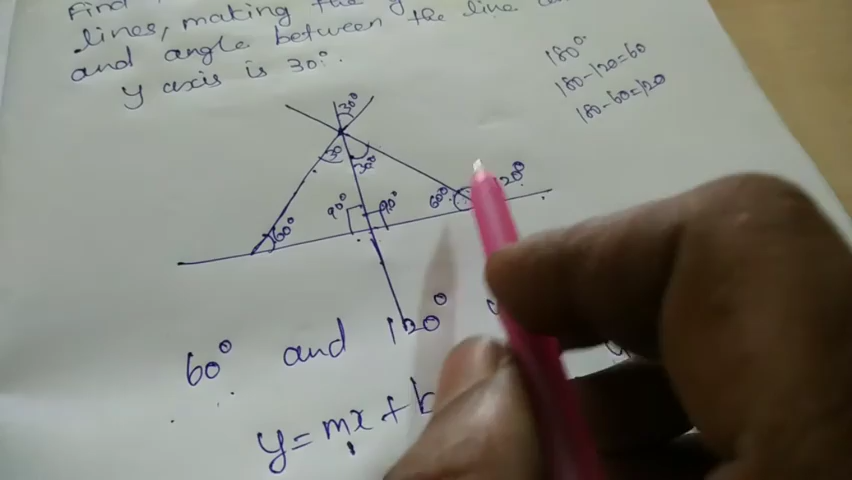 Find
lines, making the
and angle between the line
y axis is 30°.
180°
180-120=60
180-60=120
30°
30
30°
90°
90°
60°
120°
60°
60° and 120°
y=mx+k